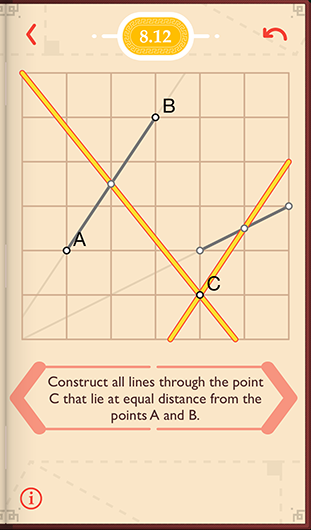 8.12
B
A
C
Construct all lines through the point
C that lie at equal distance from the
points A and B.
i